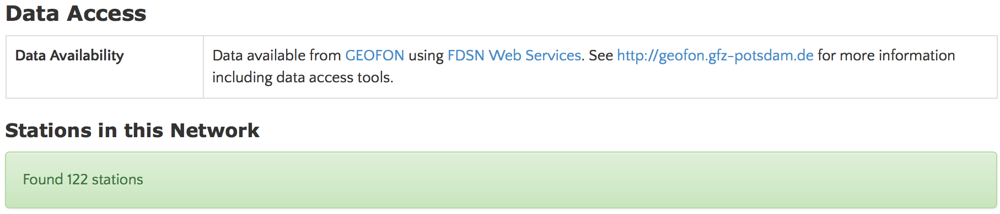 Data Access
Data Availability
Data available from GEOFON using FDSN Web Services. See http://geofon.gfz-potsdam.de for more information
including data access tools.
Stations in this Network
Found 122 stations